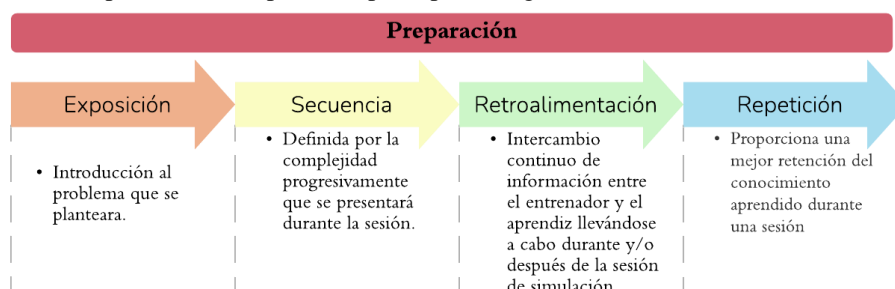 Preparación
Exposición
Secuencia
Retroalimentación
Repetición
• Introducción al
problema que se
planteara.
• Definida por la
complejidad
progresivamente
que se presentará
durante la sesión.
• Intercambio
continuo de
información entre
el entrenador y el
aprendiz llevándose
a cabo durante y/o
después de la sesión
de simulación
• Proporciona una
mejor retención del
conocimiento
aprendido durante
una sesión